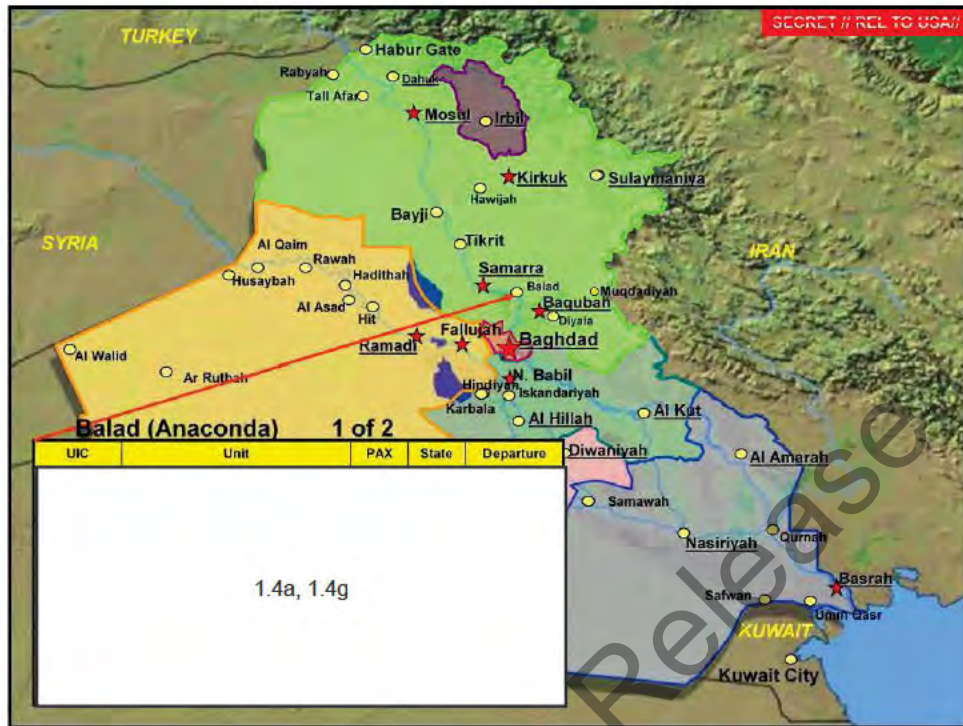 SECRET // REL TO USA//
TURKEY
Habur Gate
Rabyah
Dahuk
Tall Afar
Mosul
Irbil
Kirkuk
Sulaymaniya
Hawijah
Bayji
SYRIA
Tikrit
IRAN
Al Qaim
Rawah
Husaybah
Hadithah
Samarra
Balad
Muqdadiyah
Al Asad
Hit
Baqubah
Diyala
Fallujah
Ramadi
Baghdad
Al Walid
Ar Rutbah
N. Babil
Hindiyah
Iskandariyah
Karbala
Al Hillah
Al Kut
Balad (Anaconda) 1 of 2
Diwaniyah
Al Amarah
UIC Unit PAX State Departure
Samawah
Nasiriyah
Qurnah
1.4a, 1.4g
Basrah
Safwan
Umm Qasr
KUWAIT
Kuwait City
Release